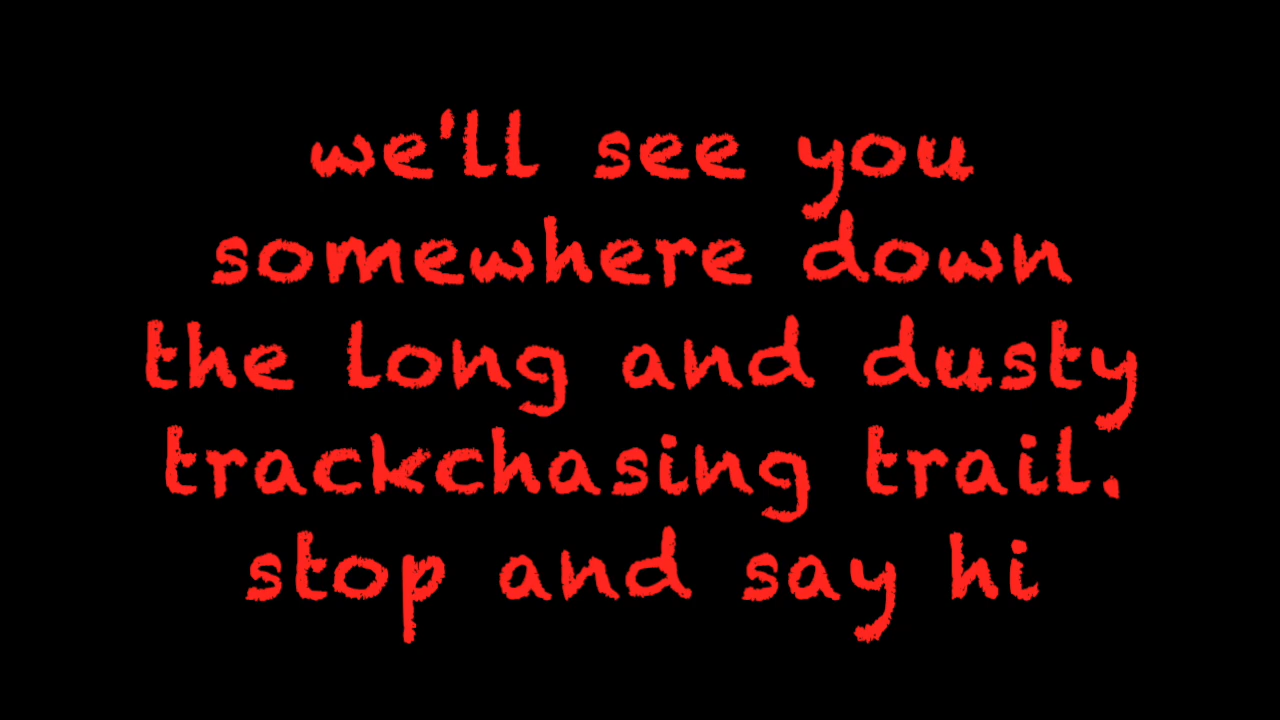 we'll see you
somewhere down
the long and dusty
trackchasing trail.
stop and say hi